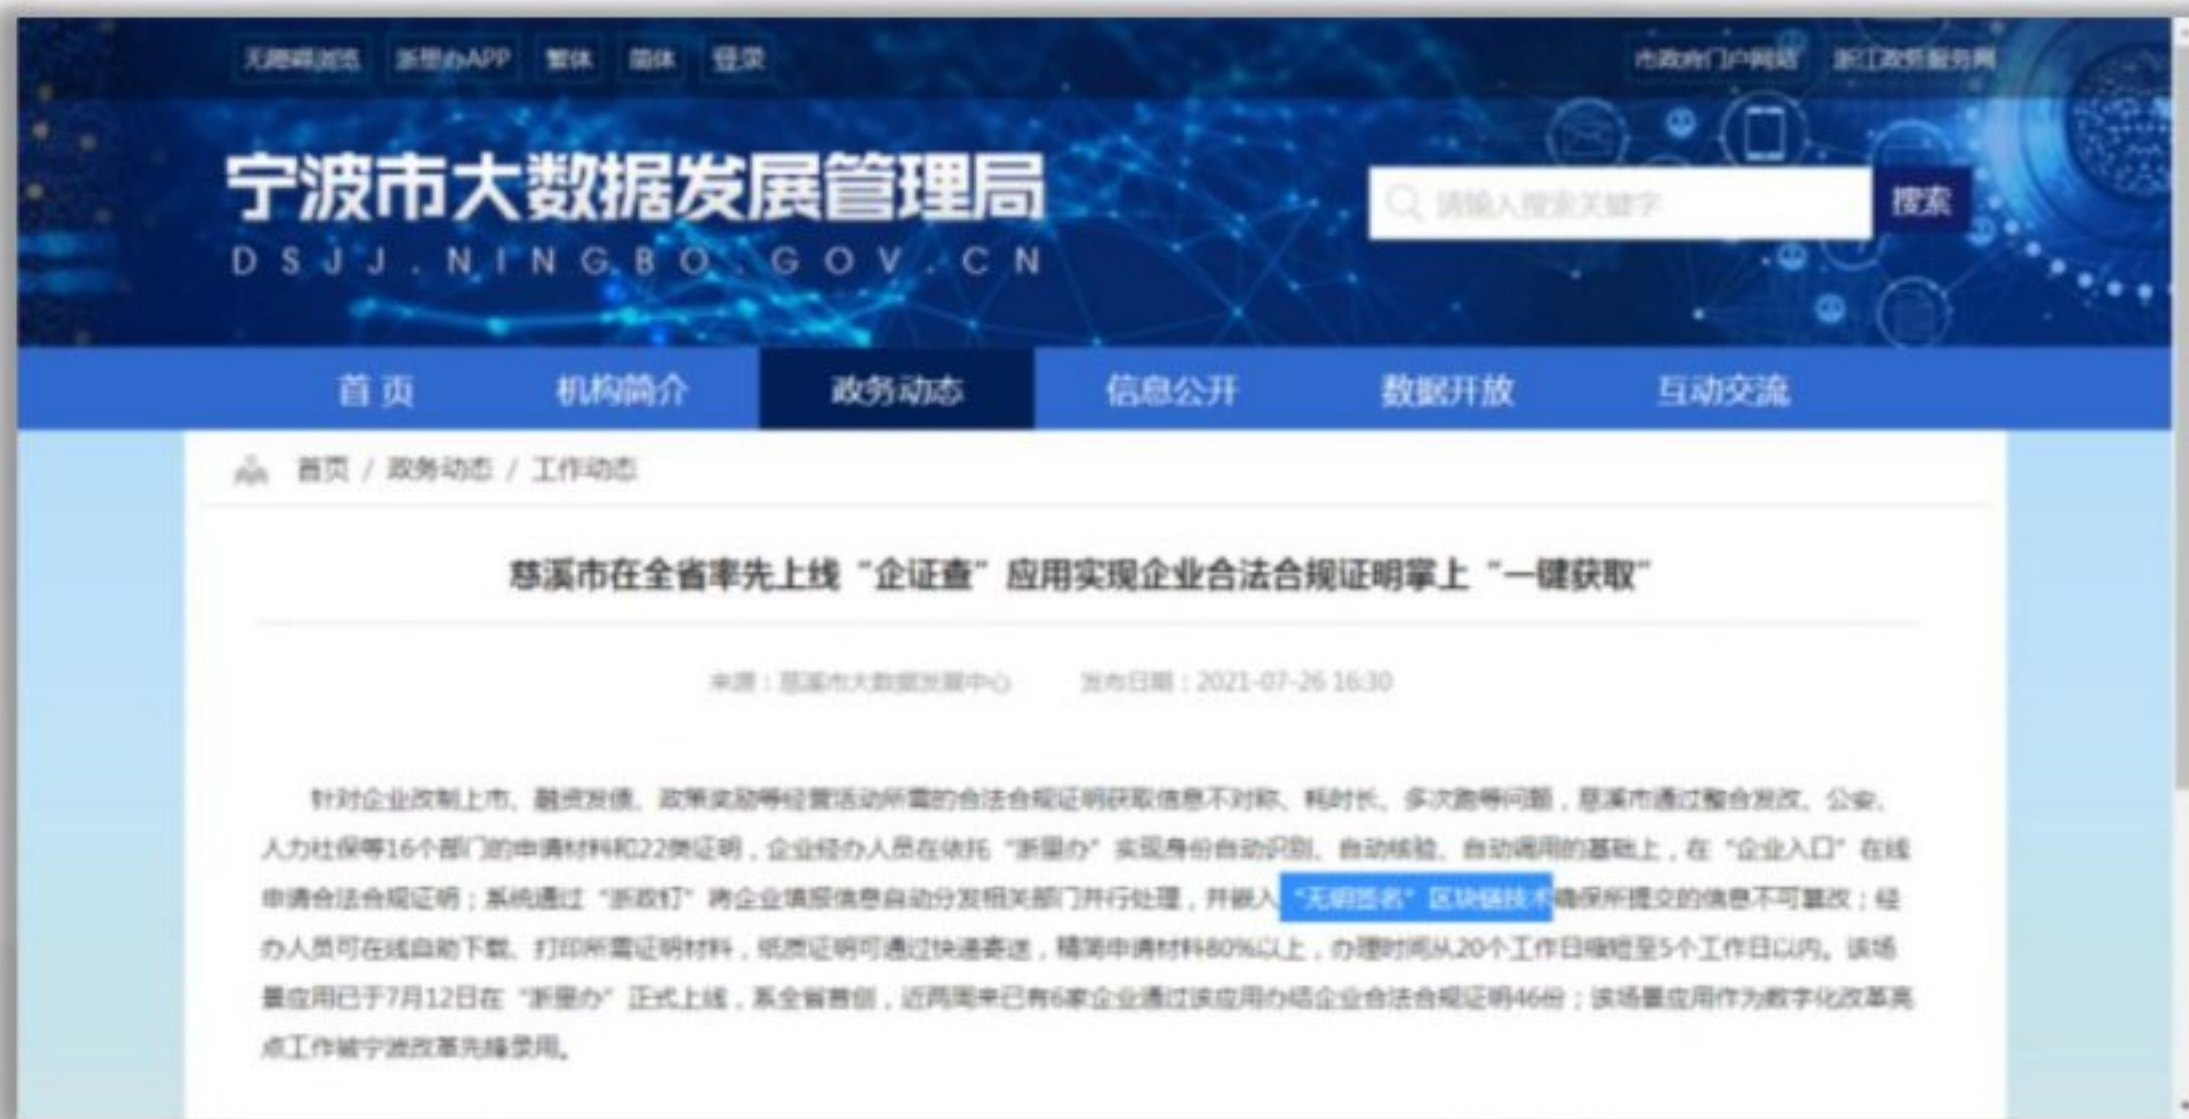 无障碍浏览 浙里办APP 繁体 简体 登录 市政府门户网站 浙江政务服务网
宁波市大数据发展管理局
DSJJ.NINGBO.GOV.CN
请输入搜索关键字 搜索
首页 机构简介 政务动态 信息公开 数据开放 互动交流
首页 / 政务动态 / 工作动态
慈溪市在全省率先上线“企证查”应用实现企业合法合规证明掌上“一键获取”
来源：慈溪市大数据发展中心 发布日期：2021-07-26 16:30
针对企业改制上市、融资发债、政策奖励等经营活动所需的合法合规证明获取信息不对称、耗时长、多次跑等问题，慈溪市通过整合发改、公安、
人力社保等16个部门的申请材料和22类证明，企业经办人员在依托“浙里办”实现身份自动识别、自动核验、自动调用的基础上，在“企业入口”在线
申请合法合规证明；系统通过“浙政钉”将企业填报信息自动分发相关部门并行处理，并嵌入“无钥签名”区块链技术确保所提交的信息不可篡改；经
办人员可在线自助下载、打印所需证明材料，纸质证明可通过快递寄送，精简申请材料80%以上，办理时间从20个工作日缩短至5个工作日以内。该场
景应用已于7月12日在“浙里办”正式上线，系全省首创，近两周来已有6家企业通过该应用办结企业合法合规证明46份；该场景应用作为数字化改革亮
点工作被宁波改革先锋录用。